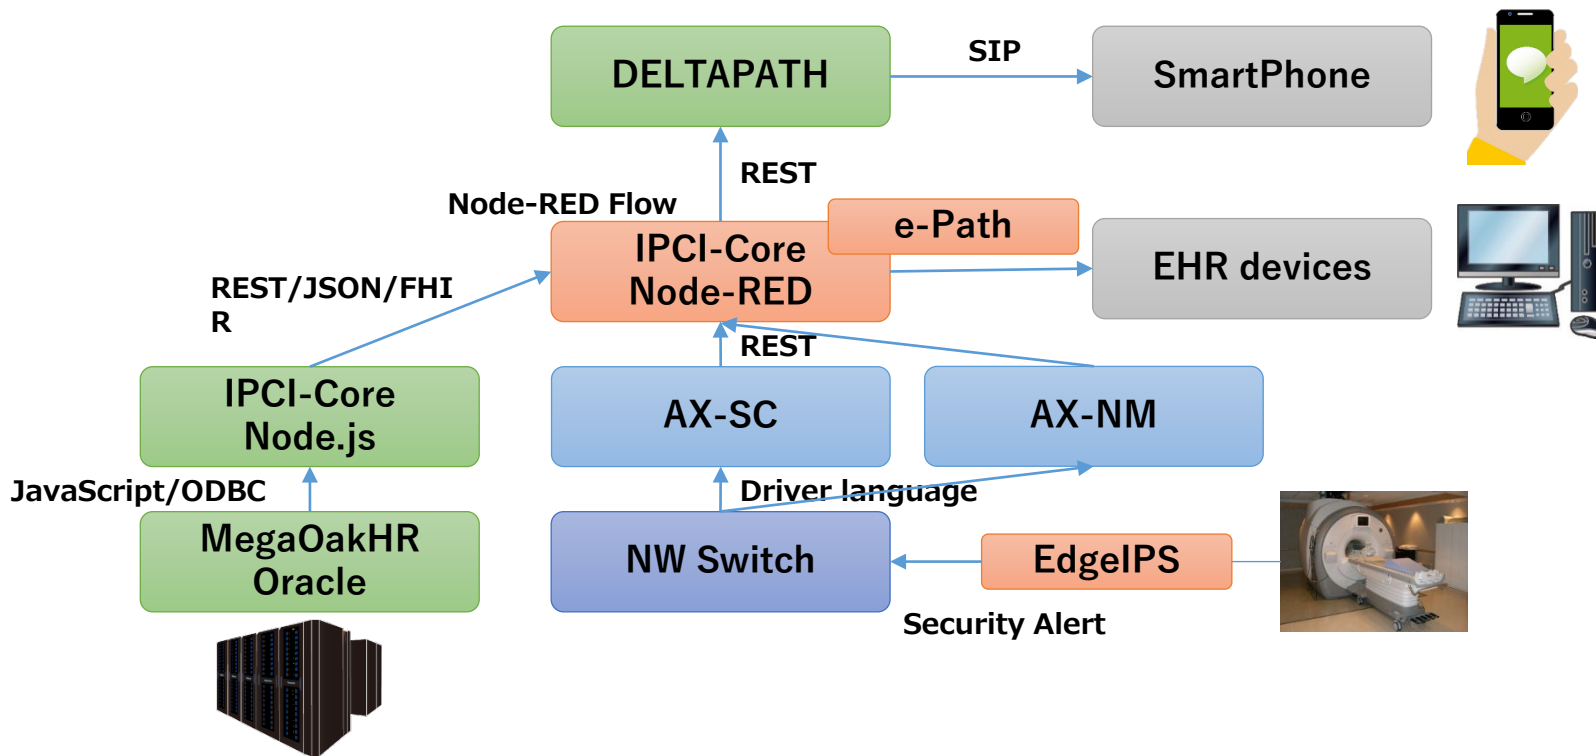 DELTAPATH
SIP
SmartPhone
REST
Node-RED Flow
e-Path
IPCI-Core
Node-RED
EHR devices
REST/JSON/FHI
R
REST
IPCI-Core
Node.js
AX-SC
AX-NM
JavaScript/ODBC
Driver language
MegaOakHR
Oracle
NW Switch
EdgeIPS
Security Alert